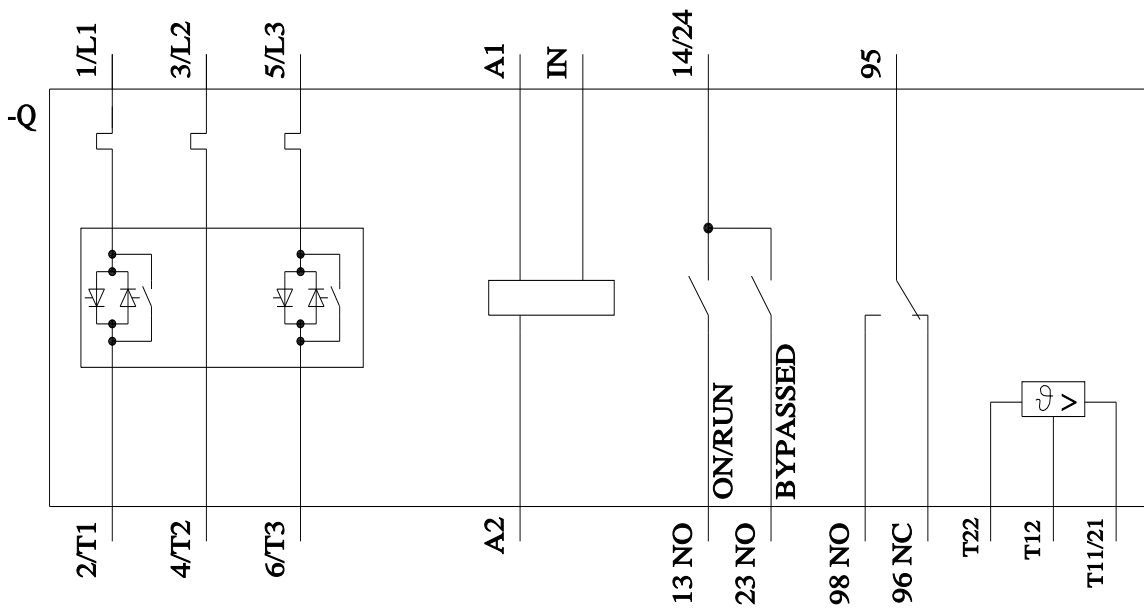 1/L1
3/L2
5/L3
A1
IN
14/24
95
-Q
ON/RUN
BYPASSED
ϑ >
2/T1
4/T2
6/T3
A2
13 NO
23 NO
98 NO
96 NC
T22
T12
T11/21